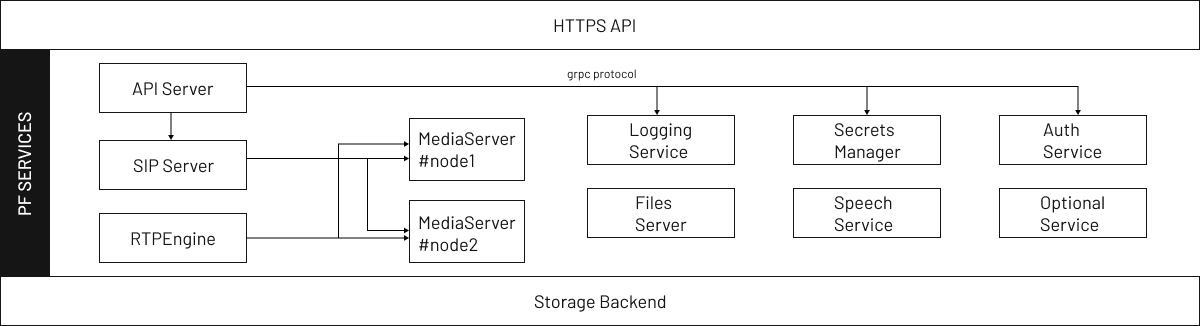 HTTPS API
PF SERVICES
grpc protocol
API Server
SIP Server
RTPEngine
MediaServer
#node1
MediaServer
#node2
Logging
Service
Secrets
Manager
Auth
Service
Files
Server
Speech
Service
Optional
Service
Storage Backend